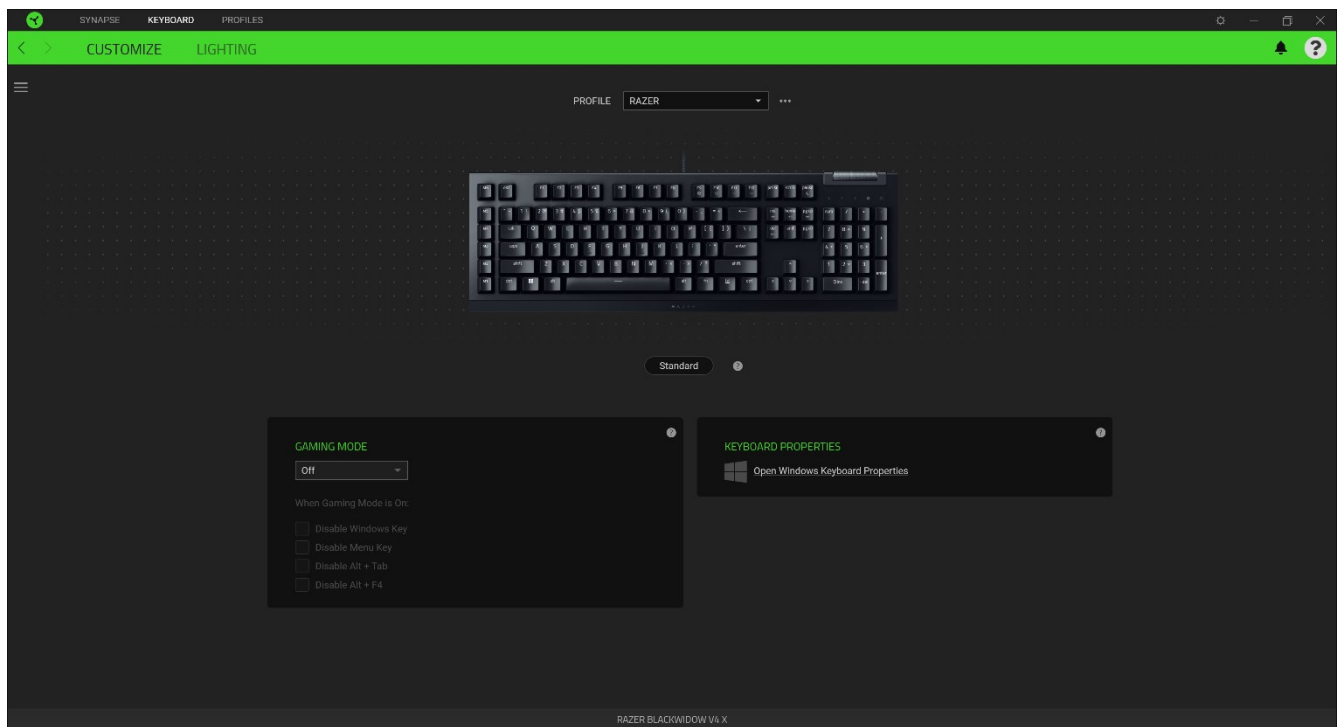 SYNAPSE KEYBOARD PROFILES
CUSTOMIZE LIGHTING
PROFILE RAZER
Standard
GAMING MODE
Off
When Gaming Mode is On:
Disable Windows Key
Disable Menu Key
Disable Alt + Tab
Disable Alt + F4
KEYBOARD PROPERTIES
Open Windows Keyboard Properties
RAZER BLACKWIDOW V4 X